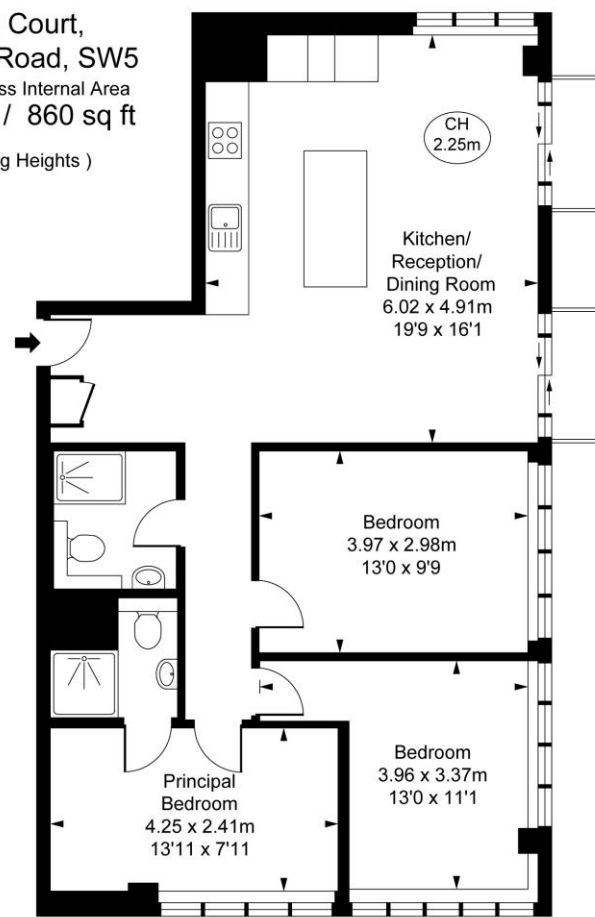 Court,
Road, SW5
ss Internal Area
/ 860 sq ft
g Heights )
CH
2.25m
Kitchen/
Reception/
Dining Room
6.02 x 4.91m
19'9 x 16'1
Bedroom
3.97 x 2.98m
13'0 x 9'9
Bedroom
3.96 x 3.37m
13'0 x 11'1
Principal
Bedroom
4.25 x 2.41m
13'11 x 7'11